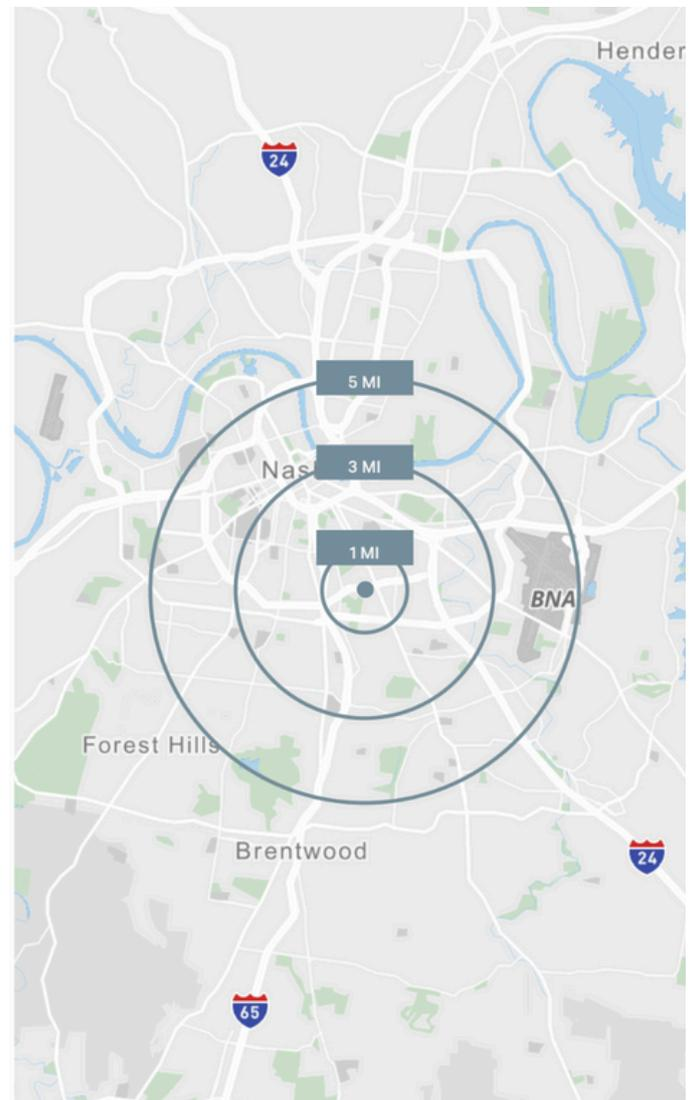 Hender
24
5 MI
Nas
3 MI
1 MI
BNA
Forest Hills
Brentwood
24
65